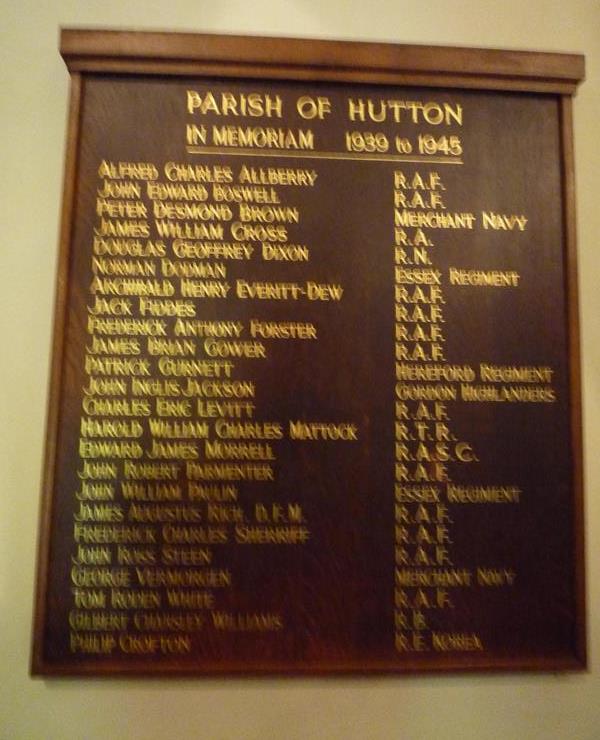 PARISH OF HUTTON
IN MEMORIAM 1939 to 1945
ALFRED CHARLES ALLBERRY R.A.F.
JOHN EDWARD BOSWELL R.A.F.
PETER DESMOND BROWN MERCHANT NAVY
JAMES WILLIAM CROSS R.A.
DOUGLAS GEOFFREY DIXON R.N.
NORMAN DODMAN ESSEX REGIMENT
ARCHIBALD HENRY EVERITT-DEW R.A.F.
JACK FIDDES R.A.F.
FREDERICK ANTHONY FORSTER R.A.F.
JAMES BRIAN GOWER R.A.F.
PATRICK GURNETT HEREFORD REGIMENT
JOHN INGLIS JACKSON GORDON HIGHLANDERS
CHARLES ERIC LEVITT R.A.F.
HAROLD WILLIAM CHARLES MATTOCK R.T.R.
EDWARD JAMES MORRELL R.A.S.C.
JOHN ROBERT PARMENTER R.A.F.
JOHN WILLIAM PAULIN ESSEX REGIMENT
JAMES AUGUSTUS RICH, D.F.M. R.A.F.
FREDERICK CHARLES SHERRIFF R.A.F.
JOHN ROSS STEEN R.A.F.
GEORGE VERMORGEN MERCHANT NAVY
TOM RODEN WHITE R.A.F.
GILBERT CHARSLEY WILLIAMS R.B.
PHILIP CROFTON R.E. KOREA